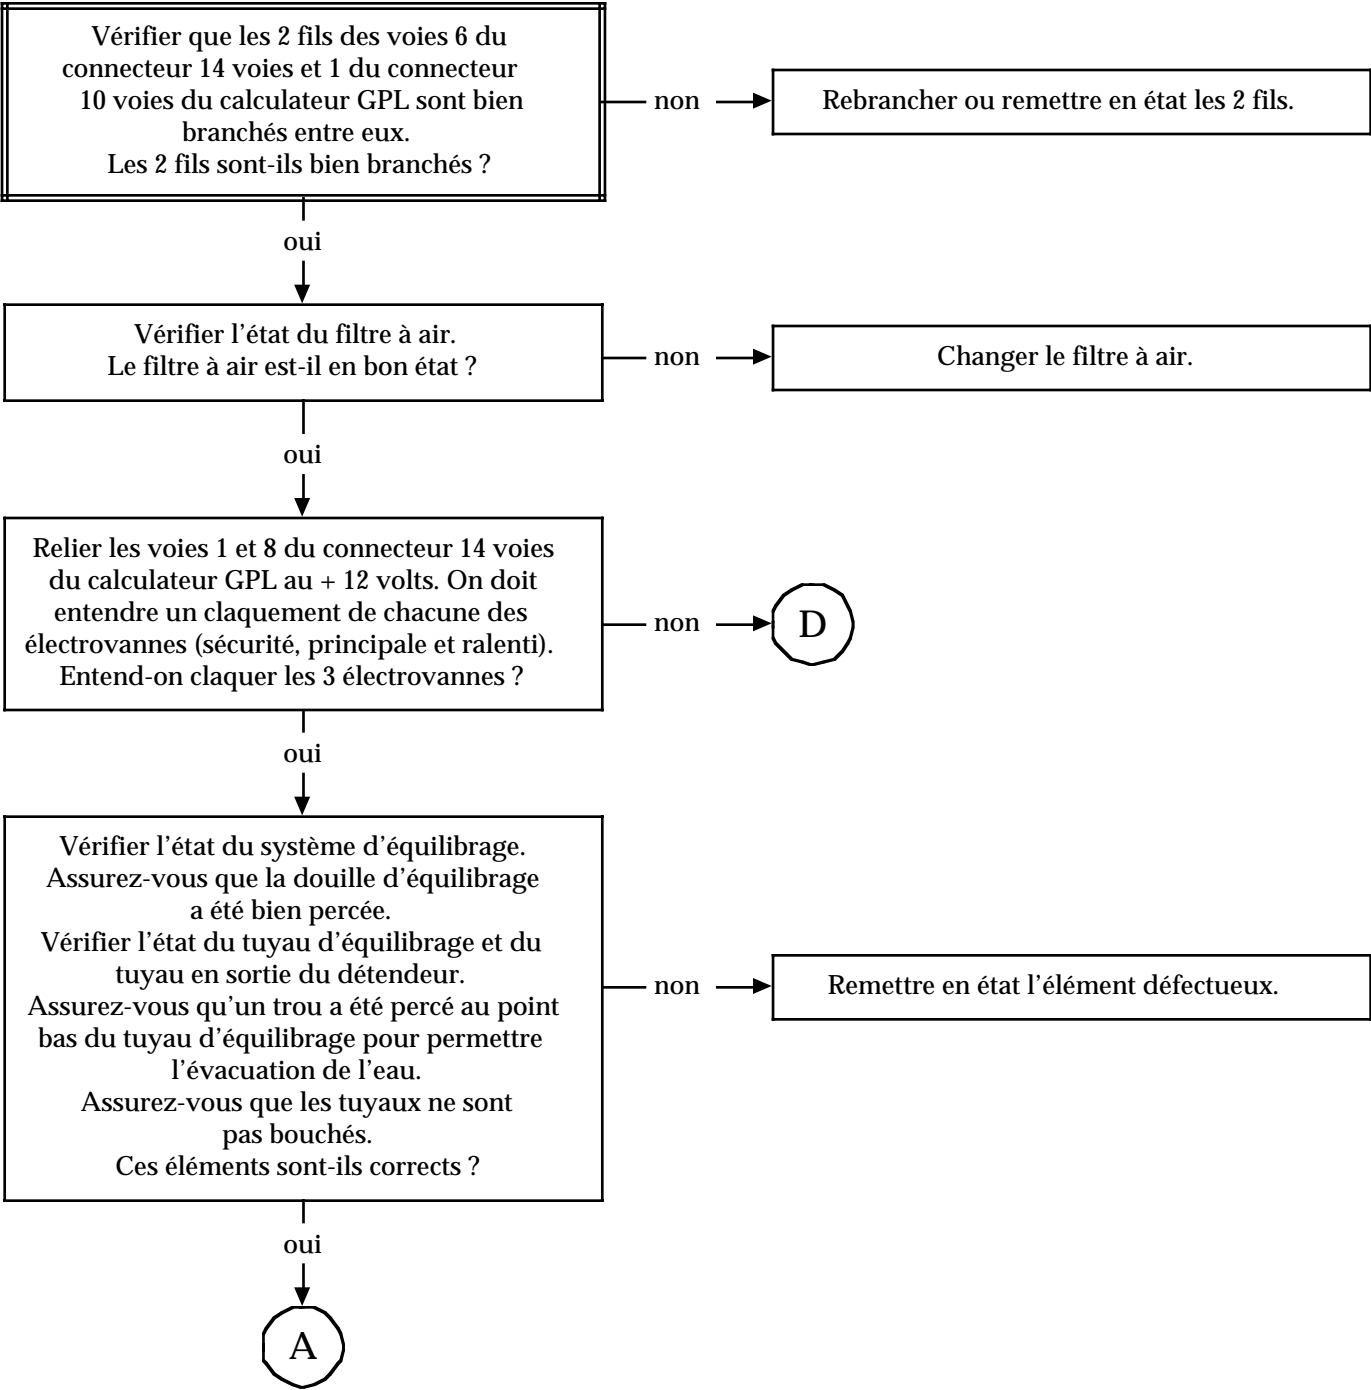 Vérifier que les 2 fils des voies 6 du
connecteur 14 voies et 1 du connecteur
10 voies du calculateur GPL sont bien
branchés entre eux.
Les 2 fils sont-ils bien branchés ?
non
Rebrancher ou remettre en état les 2 fils.
oui
Vérifier l’état du filtre à air.
Le filtre à air est-il en bon état ?
non
Changer le filtre à air.
oui
Relier les voies 1 et 8 du connecteur 14 voies
du calculateur GPL au + 12 volts. On doit
entendre un claquement de chacune des
électrovannes (sécurité, principale et ralenti).
Entend-on claquer les 3 électrovannes ?
non
D
oui
Vérifier l’état du système d’équilibrage.
Assurez-vous que la douille d’équilibrage
a été bien percée.
Vérifier l’état du tuyau d’équilibrage et du
tuyau en sortie du détendeur.
Assurez-vous qu’un trou a été percé au point
bas du tuyau d’équilibrage pour permettre
l’évacuation de l’eau.
Assurez-vous que les tuyaux ne sont
pas bouchés.
Ces éléments sont-ils corrects ?
non
Remettre en état l’élément défectueux.
oui
A